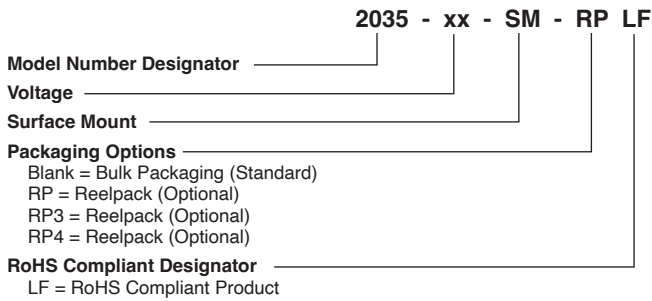 2035 - xx - SM - RP LF
Model Number Designator
Voltage
Surface Mount
Packaging Options
Blank = Bulk Packaging (Standard)
RP = Reelpack (Optional)
RP3 = Reelpack (Optional)
RP4 = Reelpack (Optional)
RoHS Compliant Designator
LF = RoHS Compliant Product